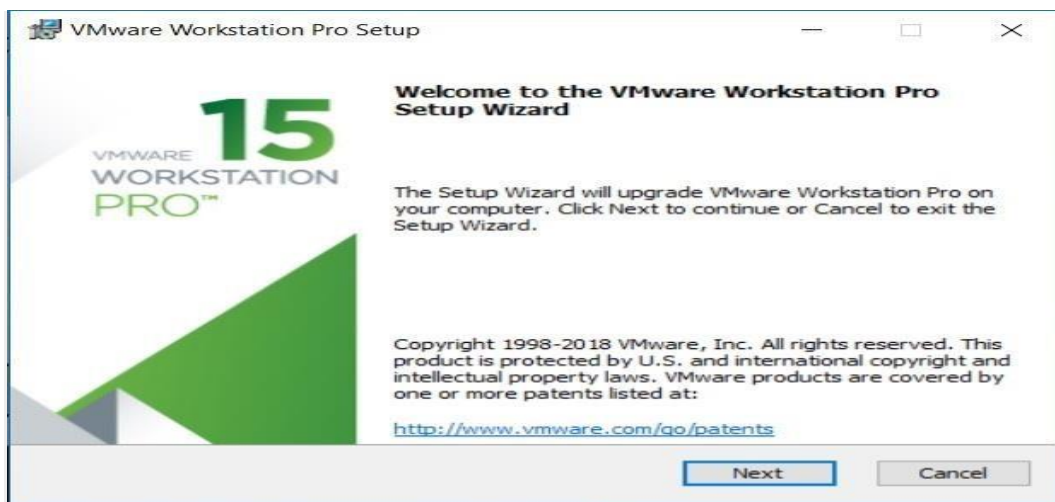 VMware Workstation Pro Setup
15
VMWARE
WORKSTATION
PRO™
Welcome to the VMware Workstation Pro
Setup Wizard
The Setup Wizard will upgrade VMware Workstation Pro on
your computer. Click Next to continue or Cancel to exit the
Setup Wizard.
Copyright 1998-2018 VMware, Inc. All rights reserved. This
product is protected by U.S. and international copyright and
intellectual property laws. VMware products are covered by
one or more patents listed at:
http://www.vmware.com/go/patents
Next
Cancel